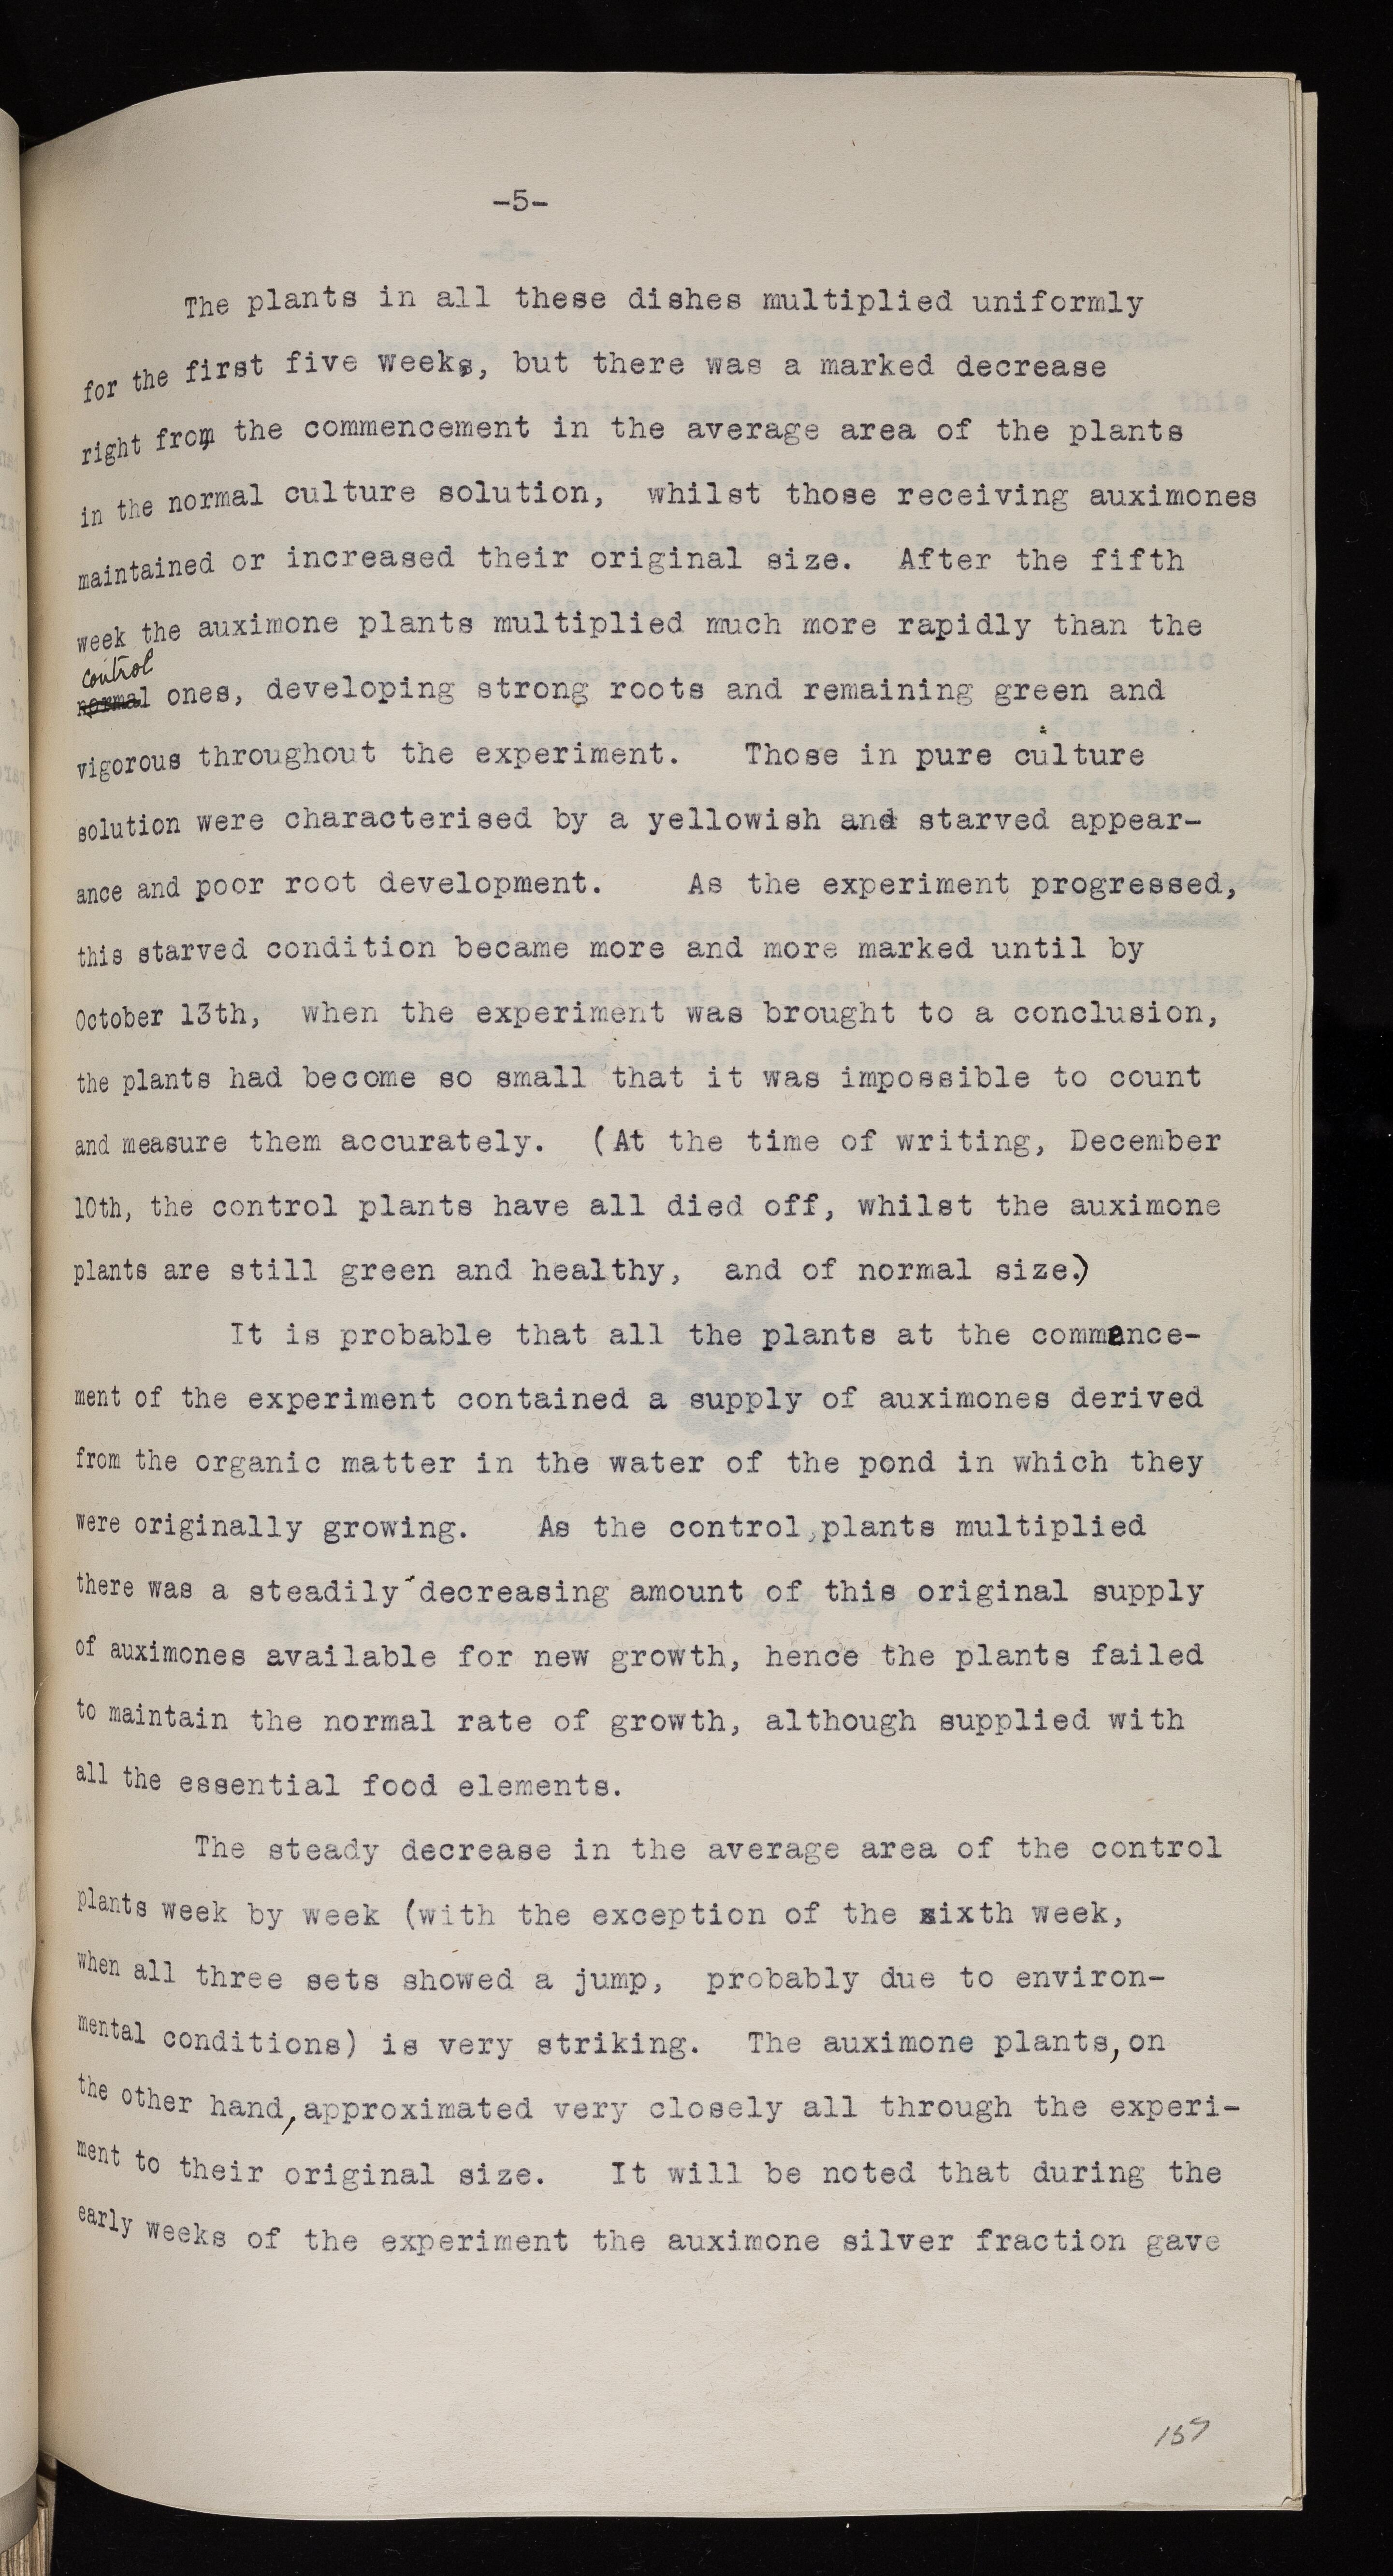 -5-
The plants in all these dishes multiplied uniformly
for the first five weeks, but there was a marked decrease
right from the commencement in the average area of the plants
in the normal culture solution, whilst those receiving auximones
maintained or increased their original size. After the fifth
week the auximone plants multiplied much more rapidly than the
control
normal ones, developing strong roots and remaining green and
vigorous throughout the experiment. Those in pure culture
solution were characterised by a yellowish and starved appear-
ance and poor root development. As the experiment progressed,
this starved condition became more and more marked until by
October 13th, when the experiment was brought to a conclusion,
the plants had become so small that it was impossible to count
and measure them accurately. (At the time of writing, December
10th, the control plants have all died off, whilst the auximone
plants are still green and healthy, and of normal size.)
It is probable that all the plants at the commence-
ment of the experiment contained a supply of auximones derived
from the organic matter in the water of the pond in which they
were originally growing. As the control plants multiplied
there was a steadily decreasing amount of this original supply
of auximones available for new growth, hence the plants failed
to maintain the normal rate of growth, although supplied with
all the essential food elements.
The steady decrease in the average area of the control
plants week by week (with the exception of the sixth week,
when all three sets showed a jump, probably due to environ-
mental conditions) is very striking. The auximone plants, on
the other hand, approximated very closely all through the experi-
ment to their original size. It will be noted that during the
early weeks of the experiment the auximone silver fraction gave
157